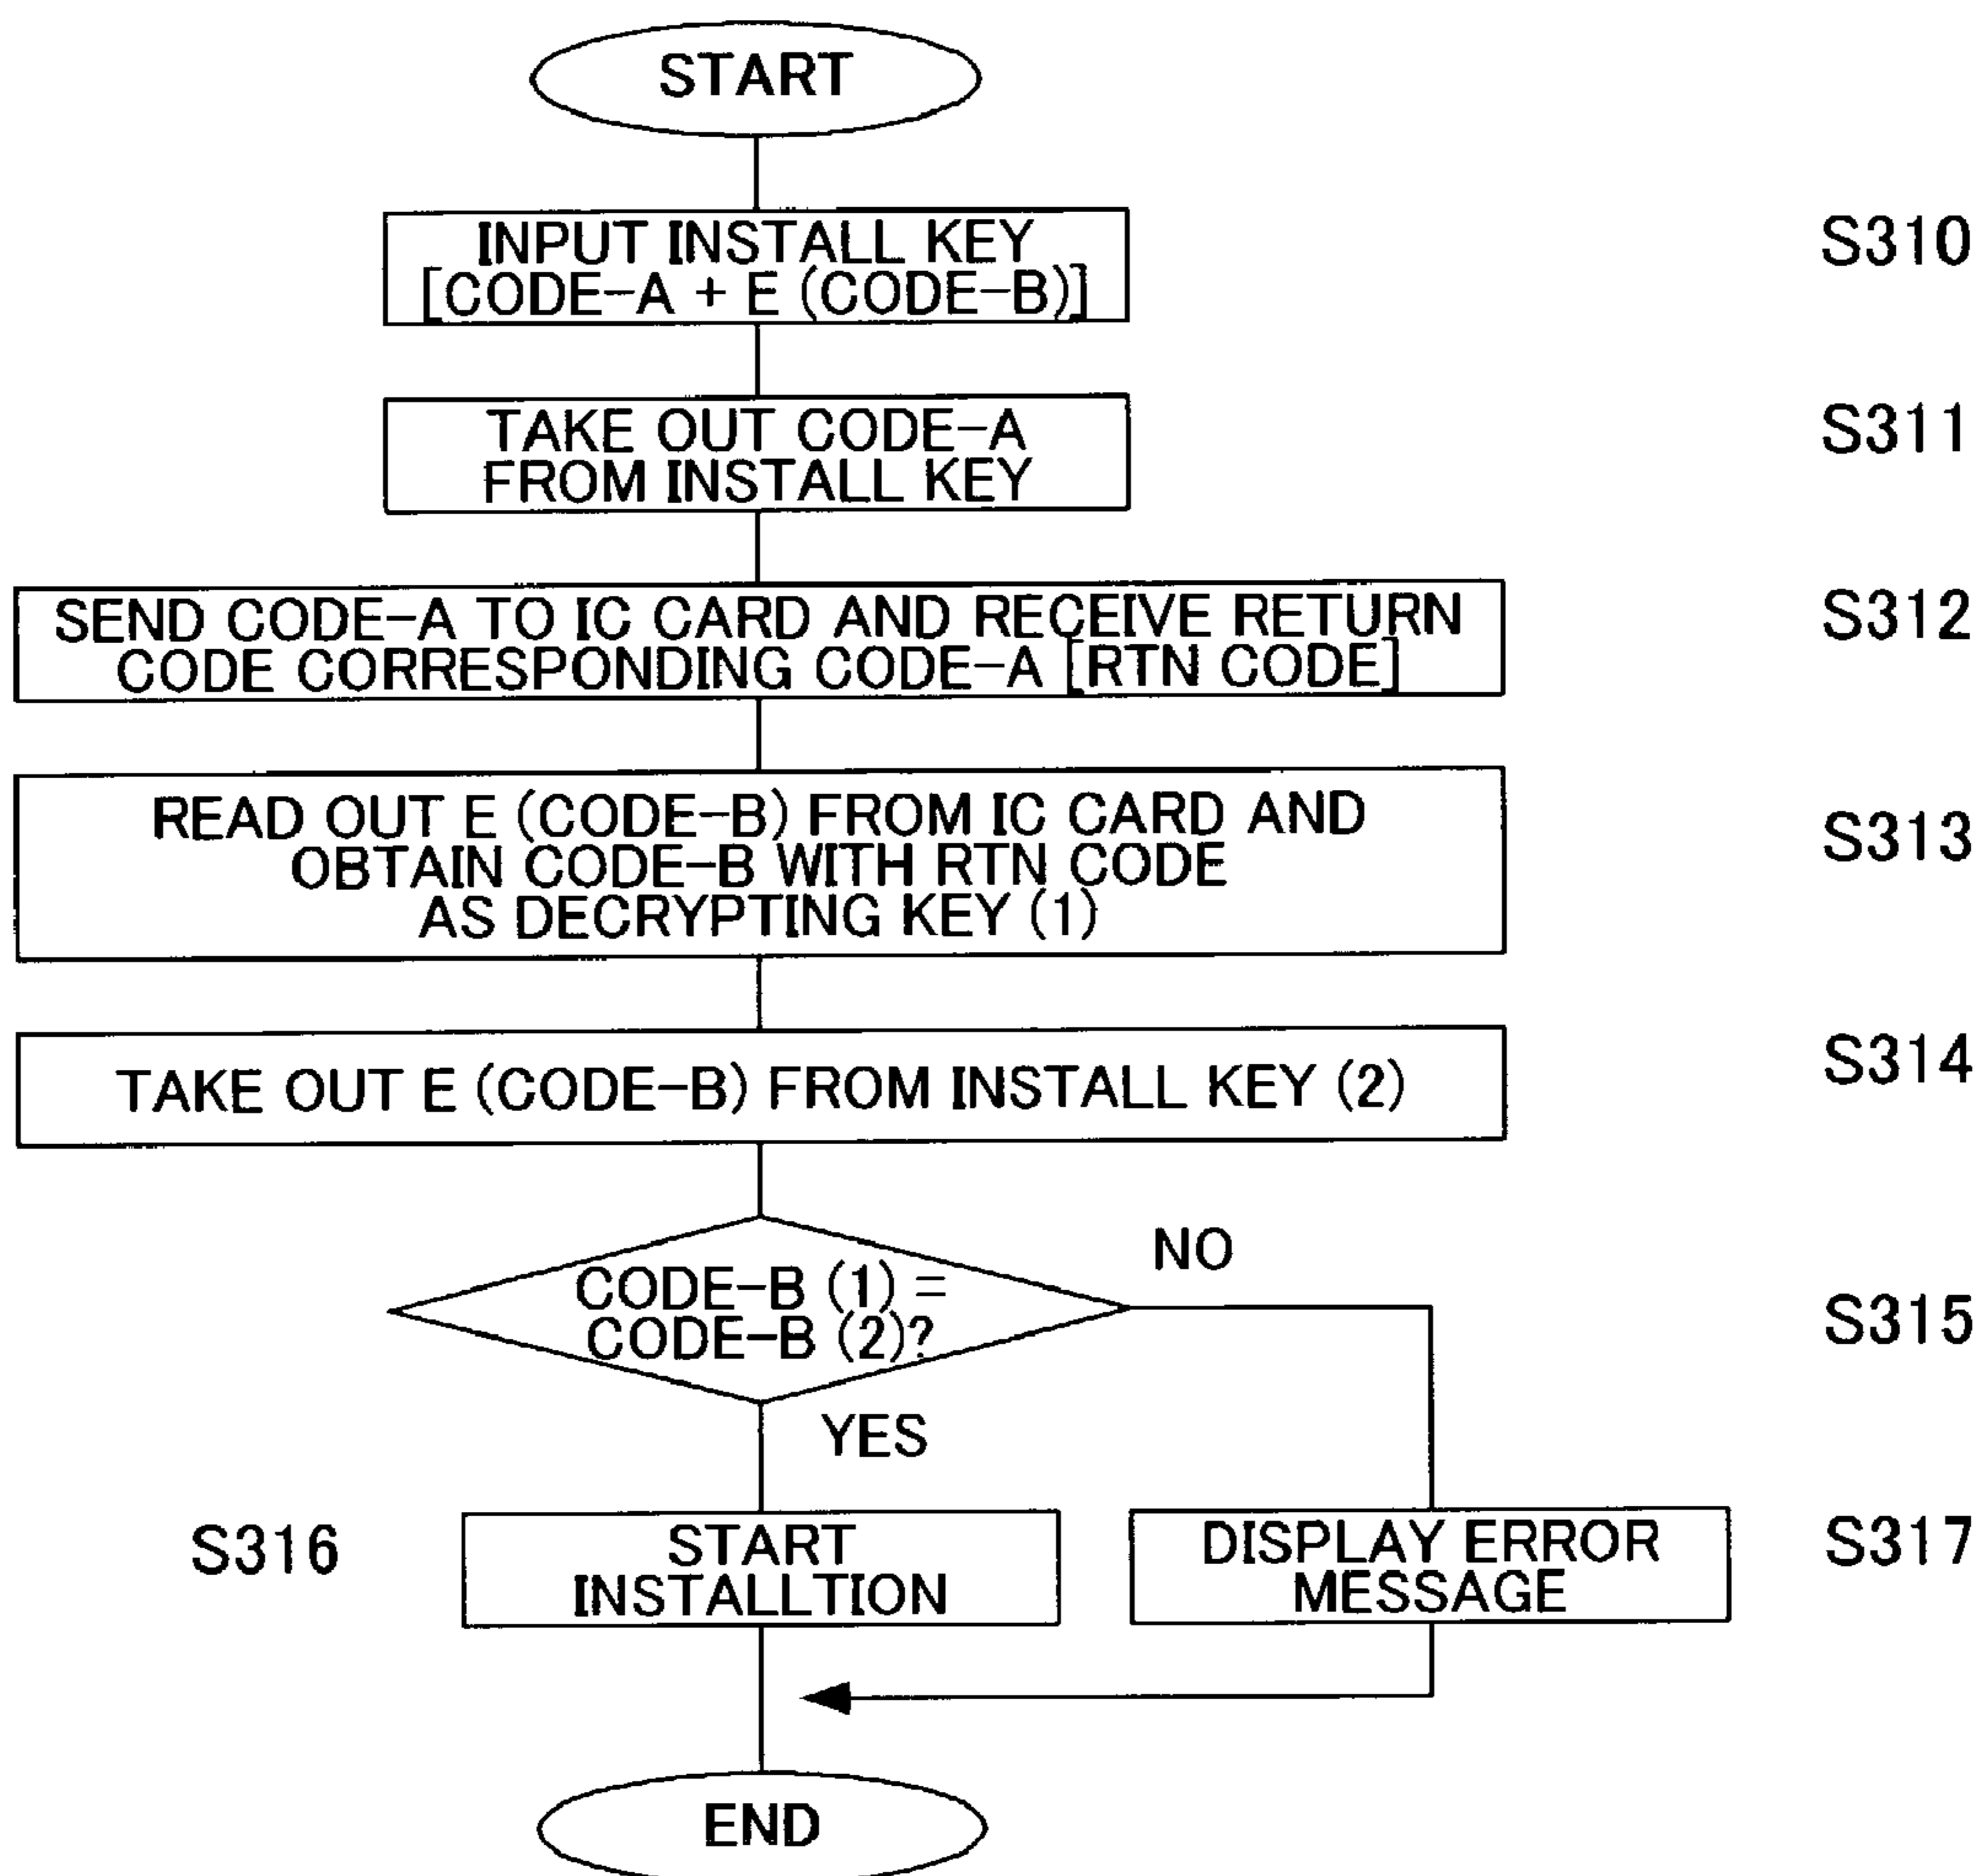 START
INPUT INSTALL KEY
[CODE-A + E (CODE-B)]
S310
TAKE OUT CODE-A
FROM INSTALL KEY
S311
SEND CODE-A TO IC CARD AND RECEIVE RETURN
CODE CORRESPONDING CODE-A [RTN CODE]
S312
READ OUT E (CODE-B) FROM IC CARD AND
OBTAIN CODE-B WITH RTN CODE
AS DECRYPTING KEY (1)
S313
TAKE OUT E (CODE-B) FROM INSTALL KEY (2)
S314
CODE-B (1) =
CODE-B (2)?
NO
S315
YES
S316
START
INSTALLTION
DISPLAY ERROR
MESSAGE
S317
END